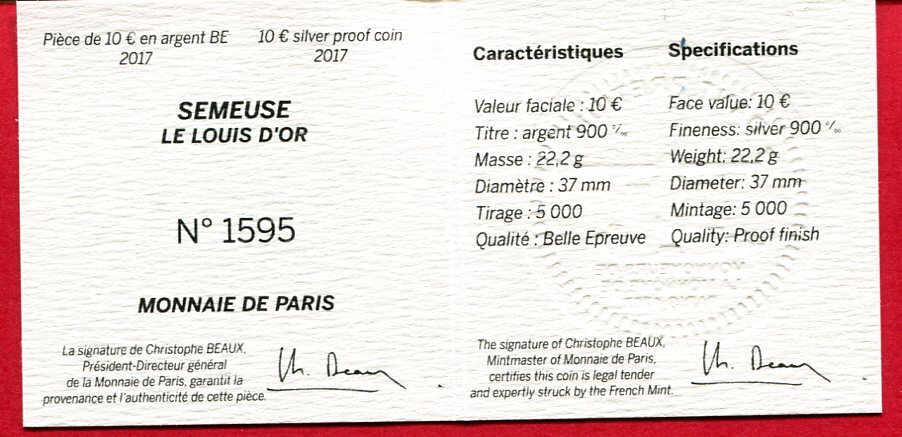 Pièce de 10 € en argent BE
2017
10 € silver proof coin
2017
SEMEUSE
LE LOUIS D'OR
N° 1595
MONNAIE DE PARIS
La signature de Christophe BEAUX,
Président-Directeur général
de la Monnaie de Paris, garantit la
provenance et l'authenticité de cette pièce.
Ch. Beaux
Caractéristiques
Valeur faciale : 10 €
Titre : argent 900 ‰
Masse : 22,2 g
Diamètre : 37 mm
Tirage : 5 000
Qualité : Belle Epreuve
Specifications
Face value: 10 €
Fineness: silver 900 ‰
Weight: 22,2 g
Diameter: 37 mm
Mintage: 5 000
Quality: Proof finish
The signature of Christophe BEAUX,
Mintmaster of Monnaie de Paris,
certifies this coin is legal tender
and expertly struck by the French Mint.
Ch. Beaux